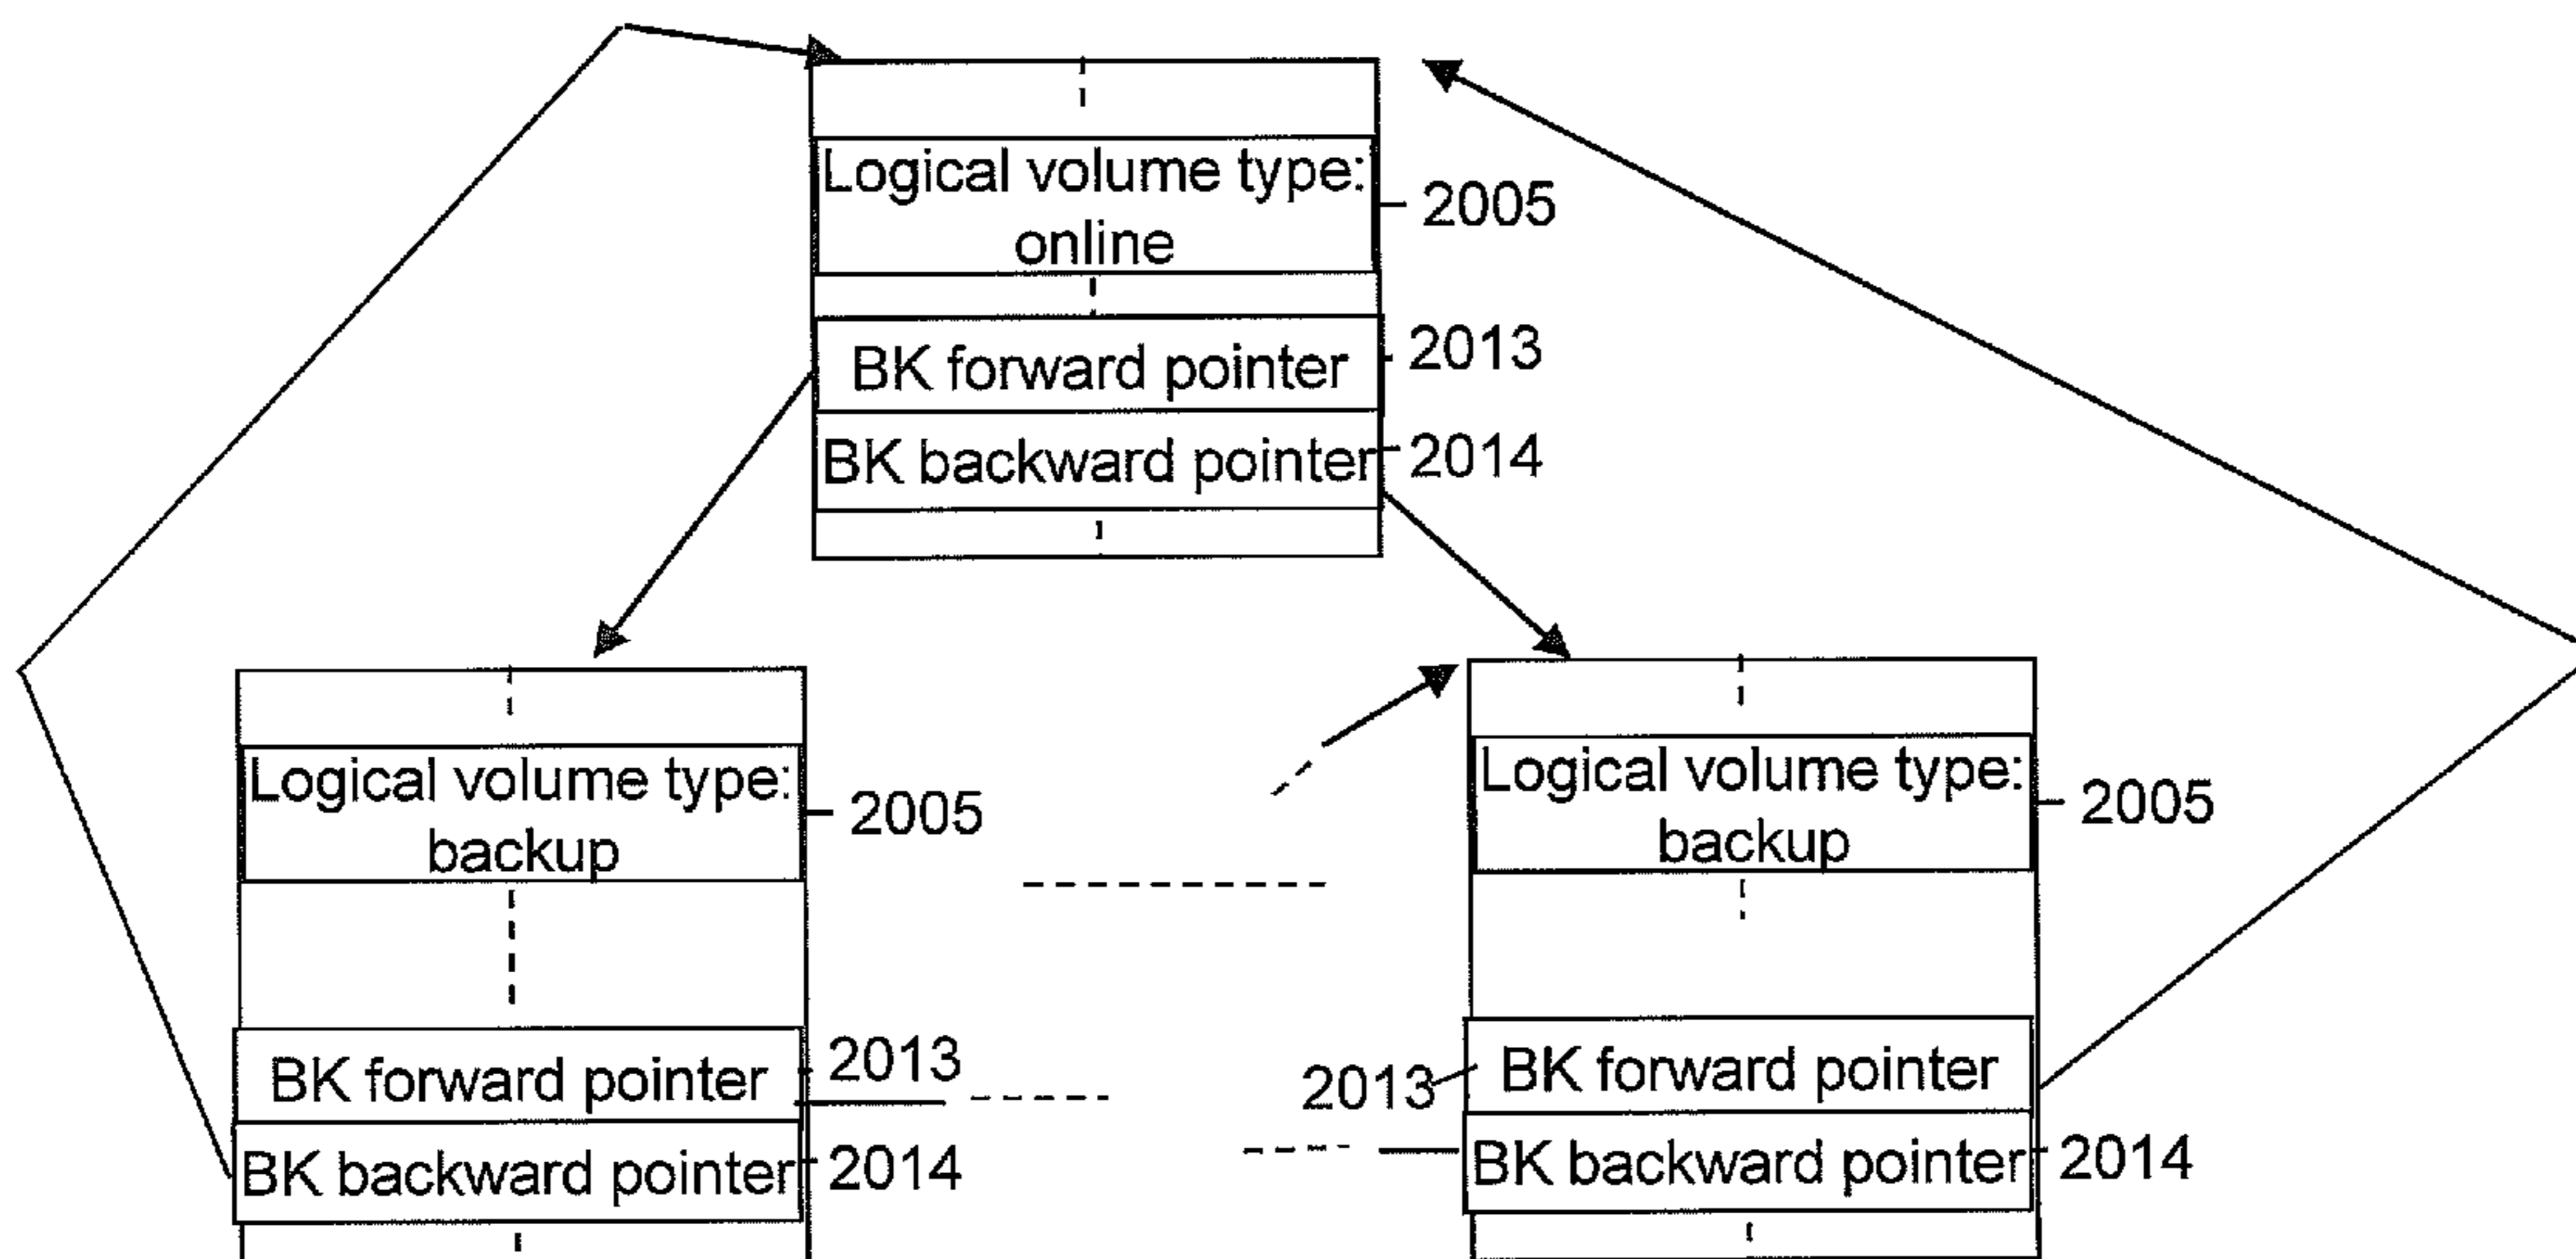 Logical volume type:
online
2005
BK forward pointer
2013
BK backward pointer
2014
Logical volume type:
backup
2005
BK forward pointer
2013
BK backward pointer
2014
Logical volume type:
backup
2005
2013
BK forward pointer
BK backward pointer
2014